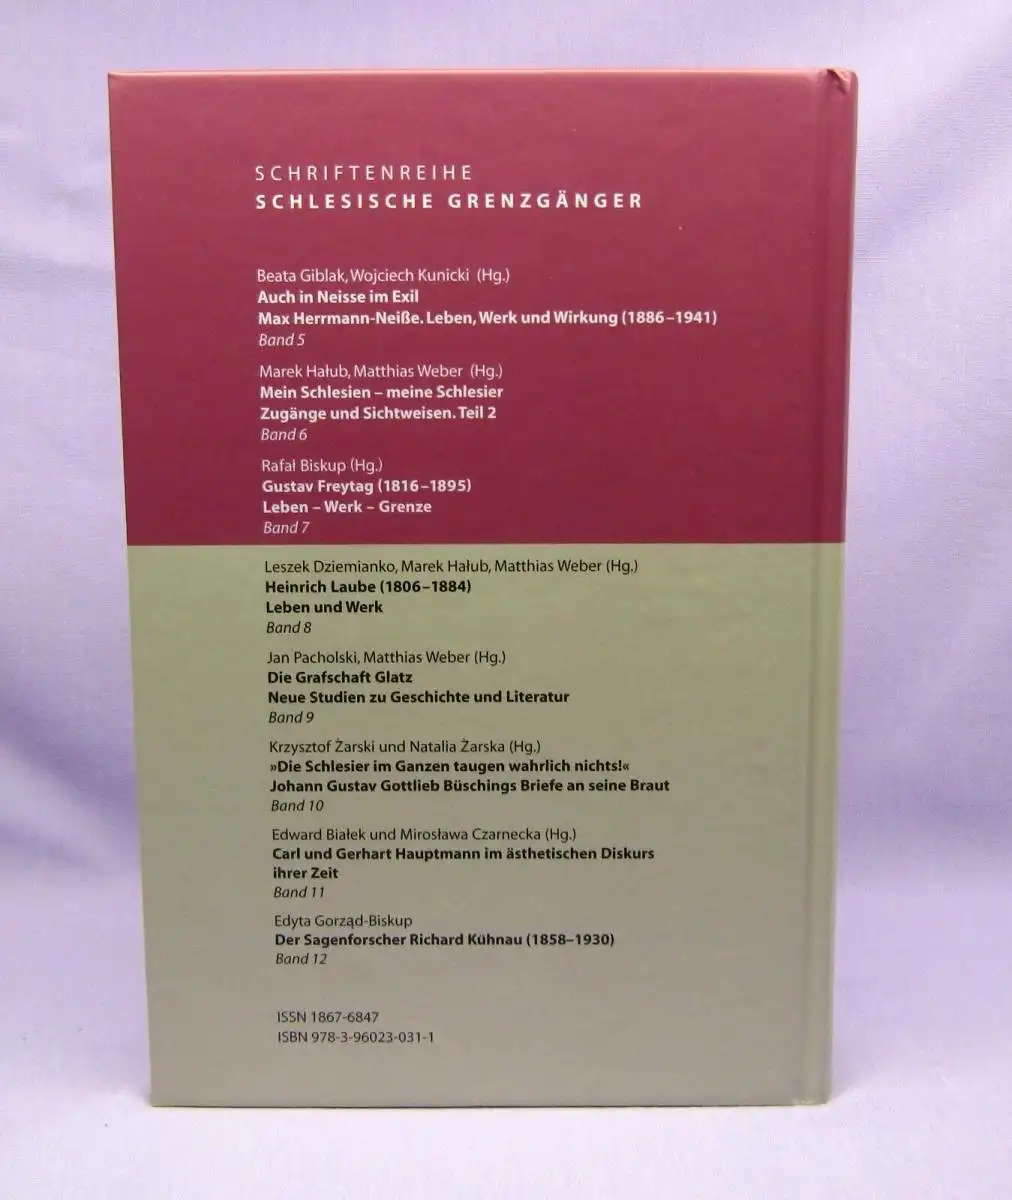 SCHRIFTENREIHE
SCHLESISCHE GRENZGÄNGER
Beata Giblak, Wojciech Kunicki (Hg.)
Auch in Neisse im Exil
Max Herrmann-Neiße. Leben, Werk und Wirkung (1886–1941)
Band 5
Marek Hałub, Matthias Weber (Hg.)
Mein Schlesien – meine Schlesier
Zugänge und Sichtweisen. Teil 2
Band 6
Rafał Biskup (Hg.)
Gustav Freytag (1816–1895)
Leben – Werk – Grenze
Band 7
Leszek Dziemianko, Marek Hałub, Matthias Weber (Hg.)
Heinrich Laube (1806–1884)
Leben und Werk
Band 8
Jan Pacholski, Matthias Weber (Hg.)
Die Grafschaft Glatz
Neue Studien zu Geschichte und Literatur
Band 9
Krzysztof Żarski und Natalia Żarska (Hg.)
»Die Schlesier im Ganzen taugen wahrlich nichts!«
Johann Gustav Gottlieb Büschings Briefe an seine Braut
Band 10
Edward Białek und Mirosława Czarnecka (Hg.)
Carl und Gerhart Hauptmann im ästhetischen Diskurs
ihrer Zeit
Band 11
Edyta Gorząd-Biskup
Der Sagenforscher Richard Kühnau (1858–1930)
Band 12
ISSN 1867-6847
ISBN 978-3-96023-031-1